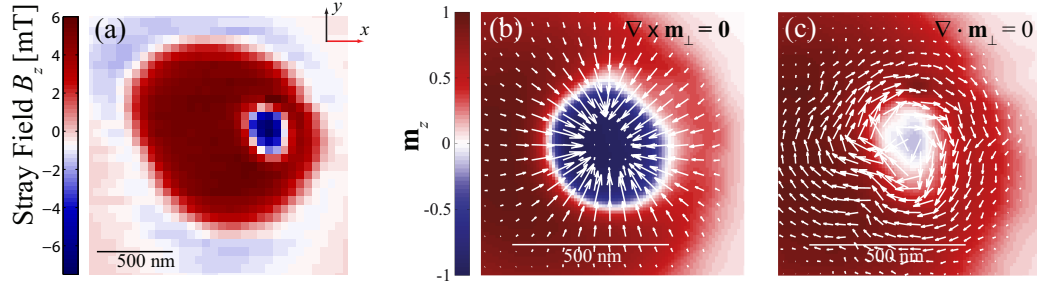 Stray Field B_z [mT]
6
4
2
0
−2
−4
−6
(a)
y
x
500 nm
m_z
1
0.5
0
-0.5
-1
(b)
∇ x m_⊥ = 0
500 nm
(c)
∇ · m_⊥ = 0
500 nm